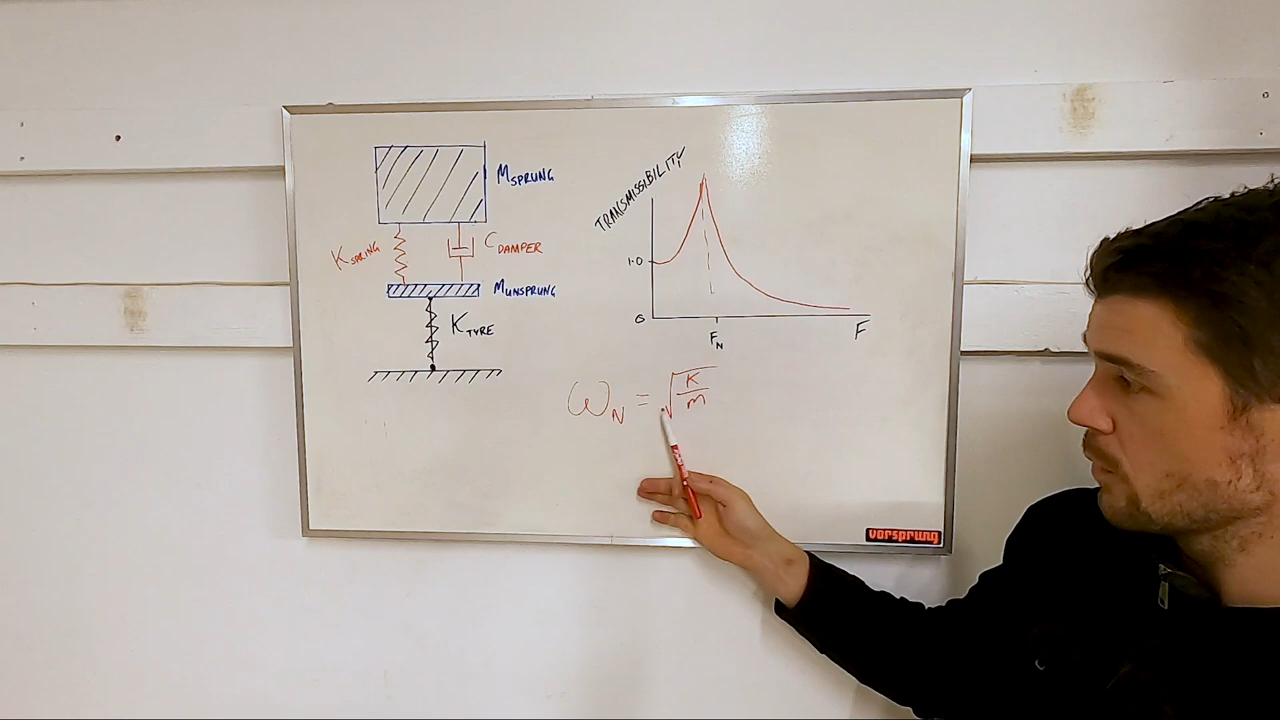 MSPRUNG
KSPRING
CDAMPER
MUNSPRUNG
KTYRE
TRANSMISSIBILITY
1.0
0
FN
F
ωN = √K/m
vorsprung